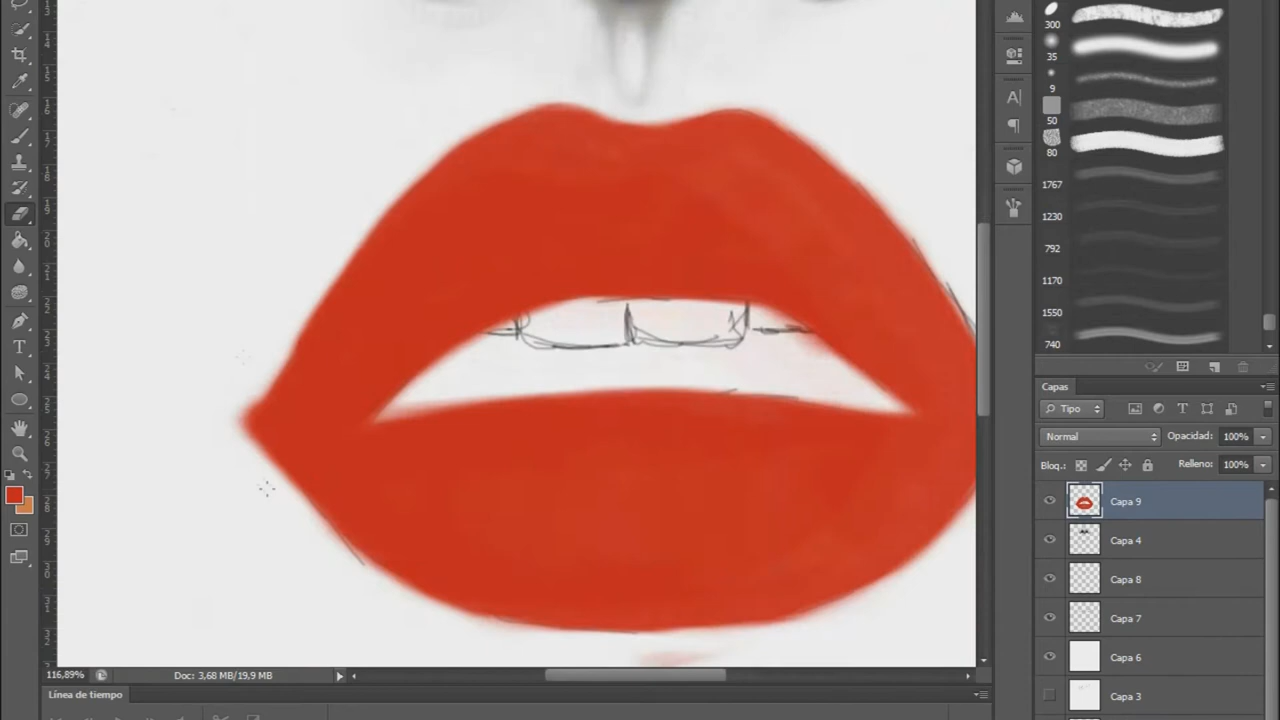 300
35
9
50
80
1767
1230
792
1170
1550
740
Capas
Tipo
Normal
Opacidad: 100%
Bloq.:
Relleno: 100%
Capa 9
Capa 4
Capa 8
Capa 7
Capa 6
Capa 3
116,89%
Doc: 3,68 MB/19,9 MB
Línea de tiempo